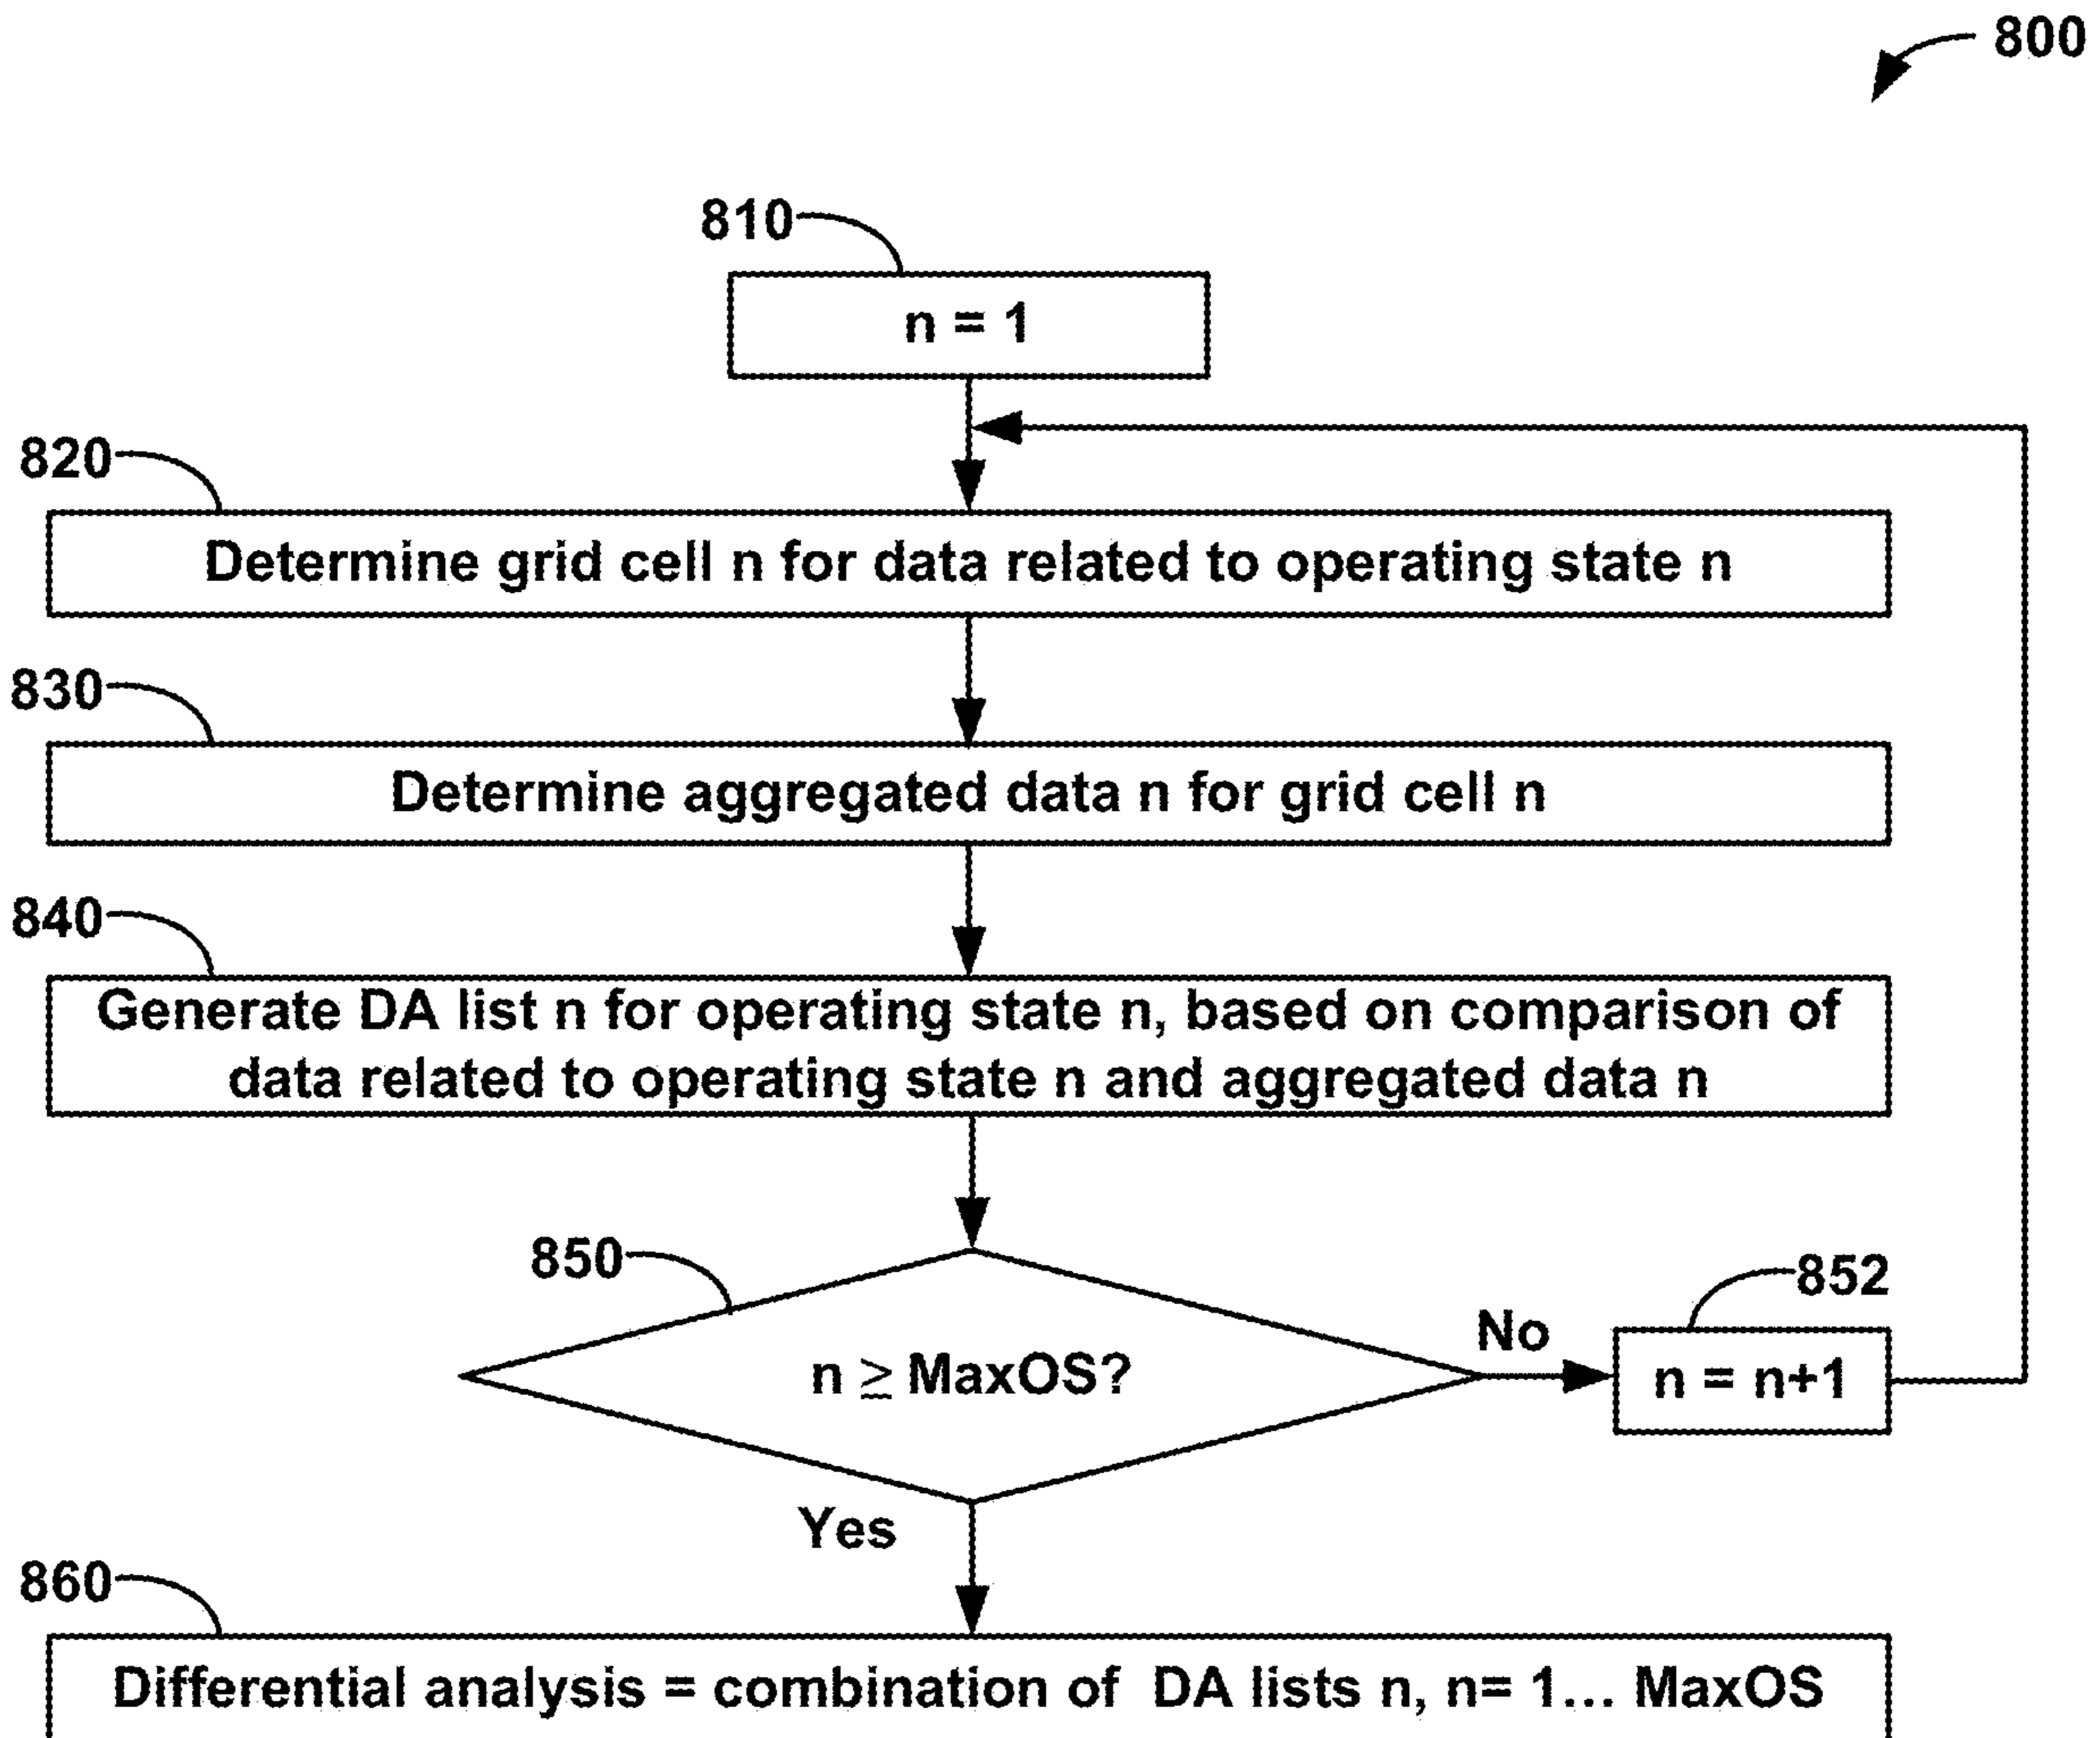 800
810
n = 1
820
Determine grid cell n for data related to operating state n
830
Determine aggregated data n for grid cell n
840
Generate DA list n for operating state n, based on comparison of
data related to operating state n and aggregated data n
850
n ≥ MaxOS?
No
852
n = n+1
Yes
860
Differential analysis = combination of DA lists n, n= 1... MaxOS